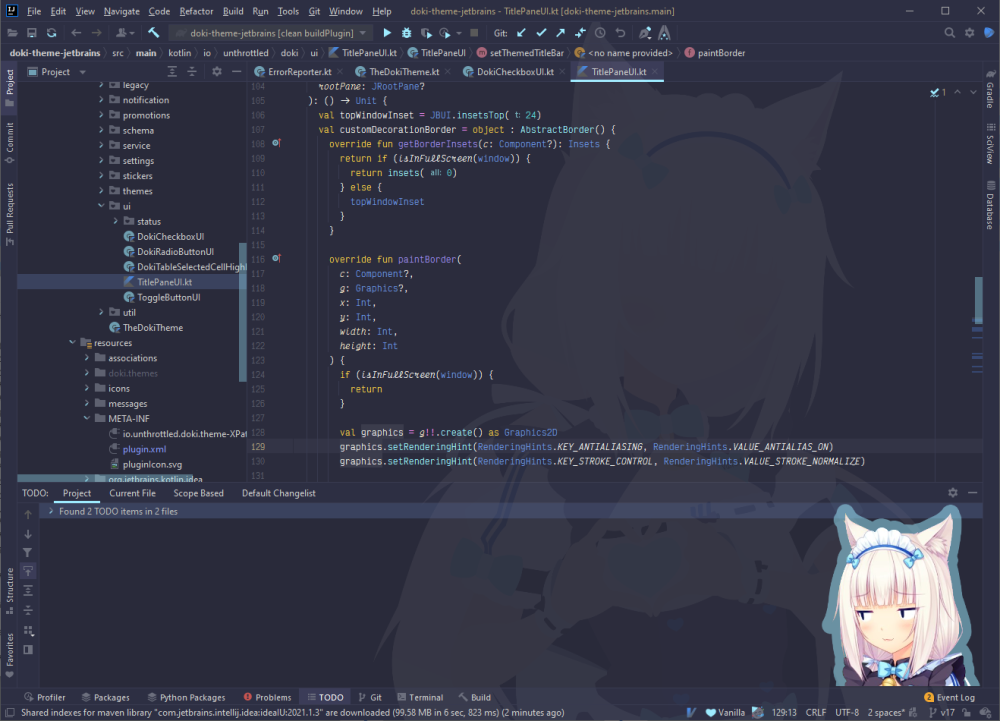 File Edit View Navigate Code Refactor Build Run Tools Git Window Help doki-theme-jetbrains - TitlePaneUI.kt [doki-theme-jetbrains.main]
doki-theme-jetbrains [clean buildPlugin] Git:
doki-theme-jetbrains src main kotlin io unthrottled doki ui TitlePaneUI.kt TitlePaneUI setThemedTitleBar <no name provided> paintBorder
Project
Commit
Pull Requests
Structure
Favorites
Project
legacy
notification
promotions
schema
service
settings
stickers
themes
ui
status
DokiCheckboxUI
DokiRadioButtonUI
DokiTableSelectedCellHighl
TitlePaneUI.kt
ToggleButtonUI
util
TheDokiTheme
resources
associations
doki.themes
icons
messages
META-INF
io.unthrottled.doki.theme-XPat
plugin.xml
pluginIcon.svg
org.jetbrains.kotlin.idea
ErrorReporter.kt TheDokiTheme.kt DokiCheckboxUI.kt TitlePaneUI.kt
1
104 rootPane: JRootPane?
105 ): () → Unit {
106 val topWindowInset = JBUI.insetsTop( t: 24)
107 val customDecorationBorder = object : AbstractBorder() {
108 override fun getBorderInsets(c: Component?): Insets {
109 return if (isInFullScreen(window)) {
110 return insets( all: 0)
111 } else {
112 topWindowInset
113 }
114 }
115
116 override fun paintBorder(
117 c: Component?,
118 g: Graphics?,
119 x: Int,
120 y: Int,
121 width: Int,
122 height: Int
123 ) {
124 if (isInFullScreen(window)) {
125 return
126 }
127
128 val graphics = g!!.create() as Graphics2D
129 graphics.setRenderingHint(RenderingHints.KEY_ANTIALIASING, RenderingHints.VALUE_ANTIALIAS_ON)
130 graphics.setRenderingHint(RenderingHints.KEY_STROKE_CONTROL, RenderingHints.VALUE_STROKE_NORMALIZE)
131
Gradle
SciView
Database
TODO: Project Current File Scope Based Default Changelist
Found 2 TODO items in 2 files
Profiler Packages Python Packages Problems TODO Git Terminal Build 2 Event Log
Shared indexes for maven library "com.jetbrains.intellij.idea:ideaIU:2021.1.3" are downloaded (99.58 MB in 6 sec, 823 ms) (2 minutes ago) Vanilla 129:13 CRLF UTF-8 2 spaces* v17